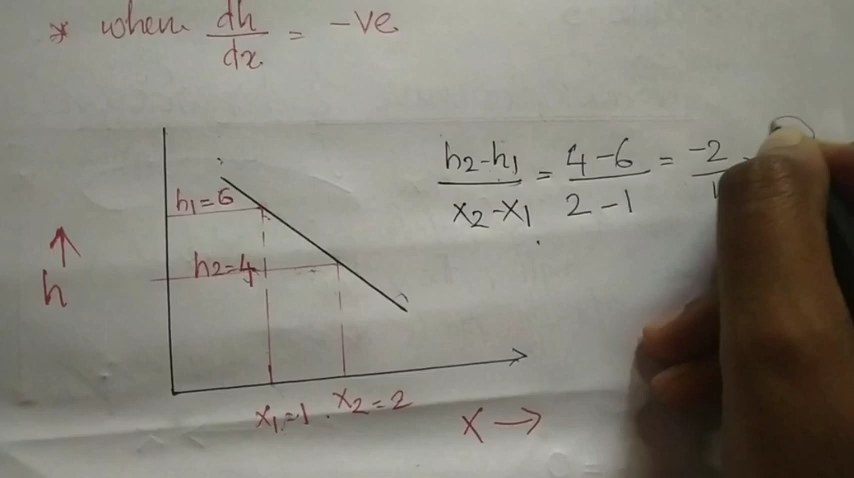 * when dh/dx = -ve
h2-h1/x2-x1 = 4-6/2-1 = -2/1
h1=6
h2=4
h
x1=1 x2=2
x →